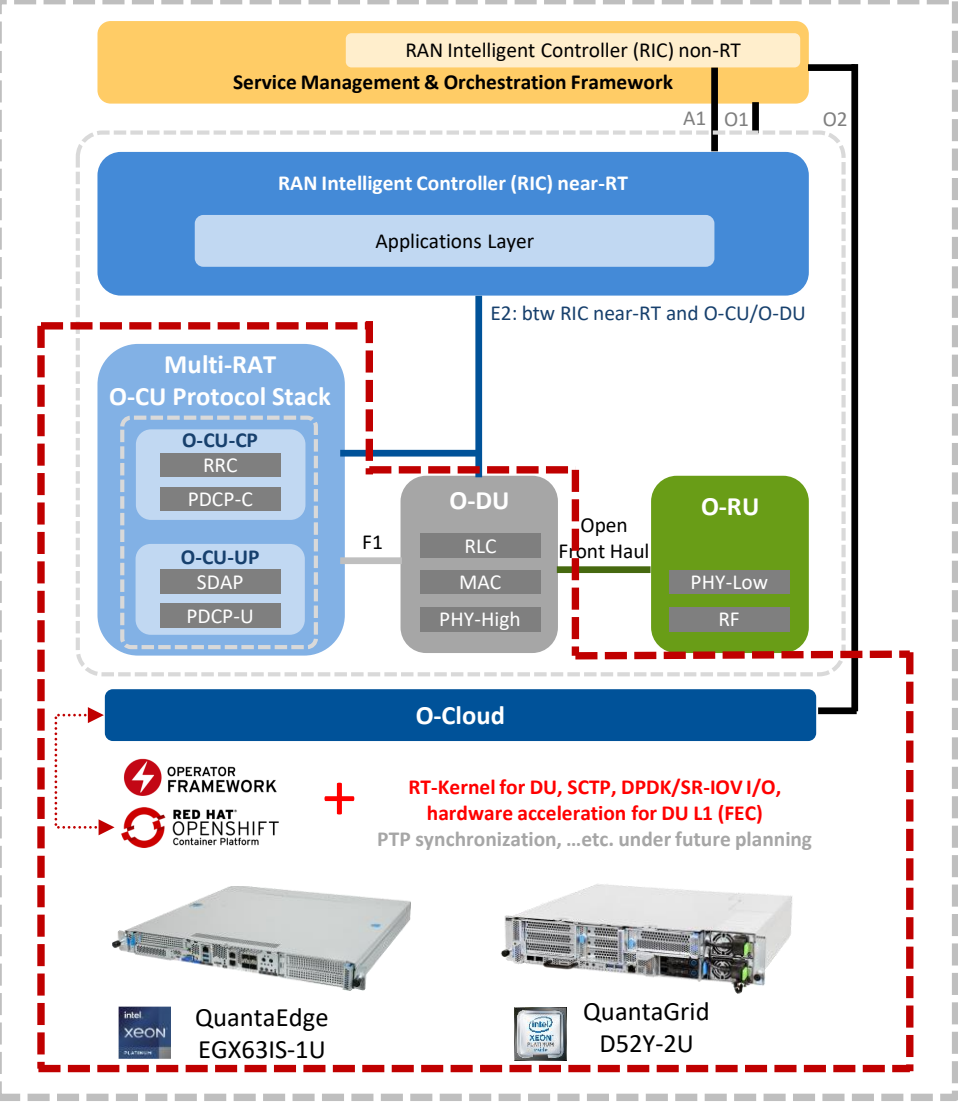 RAN Intelligent Controller (RIC) non-RT
Service Management & Orchestration Framework
A1
O1
O2
RAN Intelligent Controller (RIC) near-RT
Applications Layer
E2: btw RIC near-RT and O-CU/O-DU
Multi-RAT
O-CU Protocol Stack
O-CU-CP
RRC
PDCP-C
O-CU-UP
SDAP
PDCP-U
F1
O-DU
RLC
MAC
PHY-High
Open
Front Haul
O-RU
PHY-Low
RF
O-Cloud
OPERATOR
FRAMEWORK
RED HAT®
OPENSHIFT
Container Platform
+
RT-Kernel for DU, SCTP, DPDK/SR-IOV I/O,
hardware acceleration for DU L1 (FEC)
PTP synchronization, ...etc. under future planning
intel
XEON
PLATINUM
QuantaEdge
EGX63IS-1U
intel
XEON
PLATINUM
inside
QuantaGrid
D52Y-2U